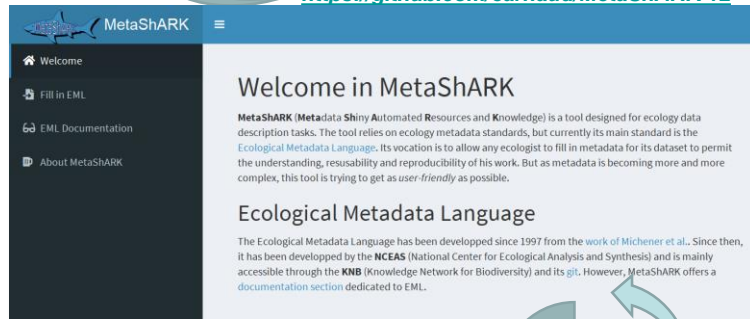 MetaShARK
Welcome
Fill in EML
EML Documentation
About MetaShARK
Welcome in MetaShARK
MetaShARK (Metadata Shiny Automated Resources and Knowledge) is a tool designed for ecology data
description tasks. The tool relies on ecology metadata standards, but currently its main standard is the
Ecological Metadata Language. Its vocation is to allow any ecologist to fill in metadata for its dataset to permit
the understanding, resusability and reproducibility of his work. But as metadata is becoming more and more
complex, this tool is trying to get as user-friendly as possible.
Ecological Metadata Language
The Ecological Metadata Language has been developped since 1997 from the work of Michener et al.. Since then,
it has been developped by the NCEAS (National Center for Ecological Analysis and Synthesis) and is mainly
accessible through the KNB (Knowledge Network for Biodiversity) and its git. However, MetaShARK offers a
documentation section dedicated to EML.